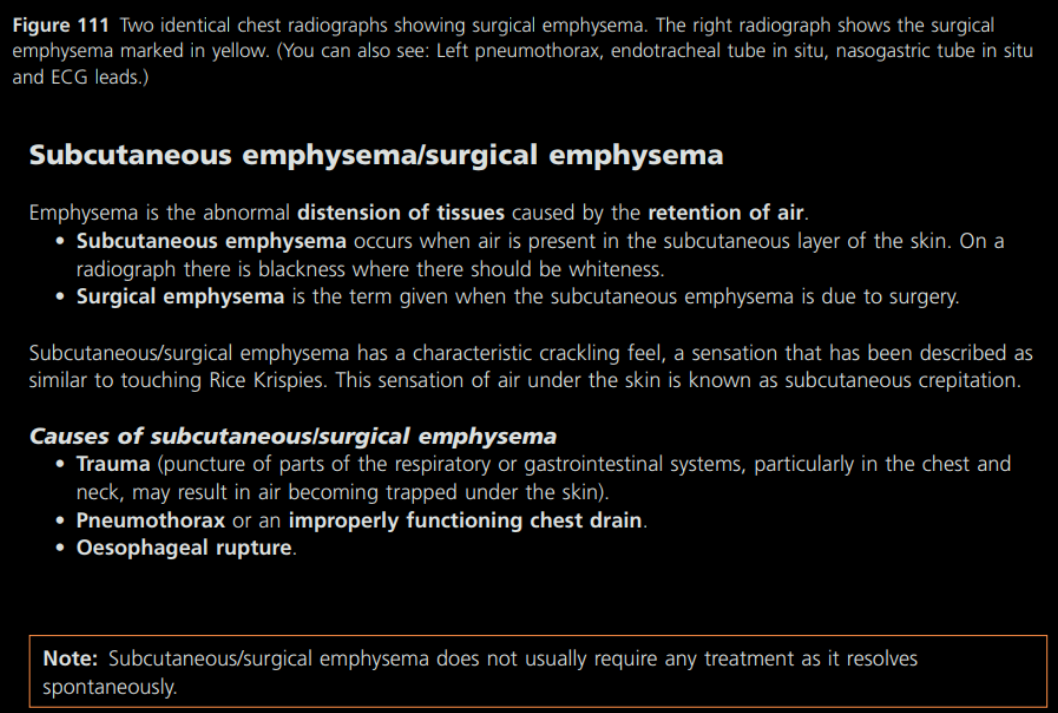 Figure 111 Two identical chest radiographs showing surgical emphysema. The right radiograph shows the surgical
emphysema marked in yellow. (You can also see: Left pneumothorax, endotracheal tube in situ, nasogastric tube in situ
and ECG leads.)
Subcutaneous emphysema/surgical emphysema
Emphysema is the abnormal distension of tissues caused by the retention of air.
• Subcutaneous emphysema occurs when air is present in the subcutaneous layer of the skin. On a
radiograph there is blackness where there should be whiteness.
• Surgical emphysema is the term given when the subcutaneous emphysema is due to surgery.
Subcutaneous/surgical emphysema has a characteristic crackling feel, a sensation that has been described as
similar to touching Rice Krispies. This sensation of air under the skin is known as subcutaneous crepitation.
Causes of subcutaneous/surgical emphysema
• Trauma (puncture of parts of the respiratory or gastrointestinal systems, particularly in the chest and
neck, may result in air becoming trapped under the skin).
• Pneumothorax or an improperly functioning chest drain.
• Oesophageal rupture.
Note: Subcutaneous/surgical emphysema does not usually require any treatment as it resolves
spontaneously.